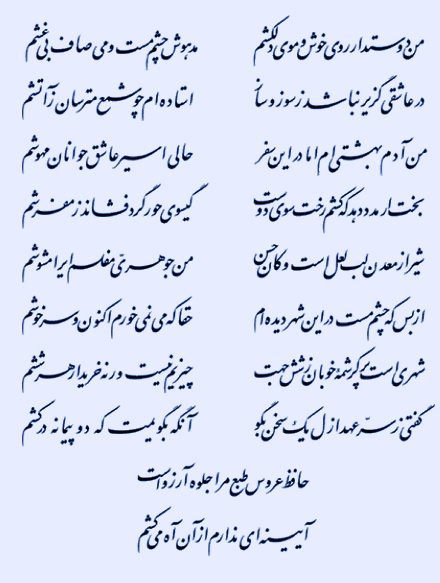 من دوستدار روی خوش و موی دلکشم
مدهوش چشم مست و می صاف بی‌غشم
در عاشقی گزیر نباشد ز سوز و ساز
استاده‌ام چو شمع مترسان ز آتشم
من آدم بهشتی‌ام اما در این سفر
حالی اسیر عاشق جوانان مهوشم
بخت ار مدد دهد که کشم رخت سوی دوست
گیسوی حور گرد فشاند ز مفرشم
شیراز معدن لب لعل است و کان حسن
من جوهری مفلسم ایرا مشوشم
از بس که چشم مست در این شهر دیده‌ام
حقا که می نمی‌خورم اکنون و سرخوشم
شهری است پر کرشمهٔ خوبان ز شش جهت
چیزیم نیست ور نه خریدار هر ششم
گفتی ز سرّ عهد ازل یک سخن بگو
آنگه بگویمت که دو پیمانه درکشم
حافظ عروس طبع مرا جلوه آرزوست
آیینه‌ای ندارم از آن آه می‌کشم